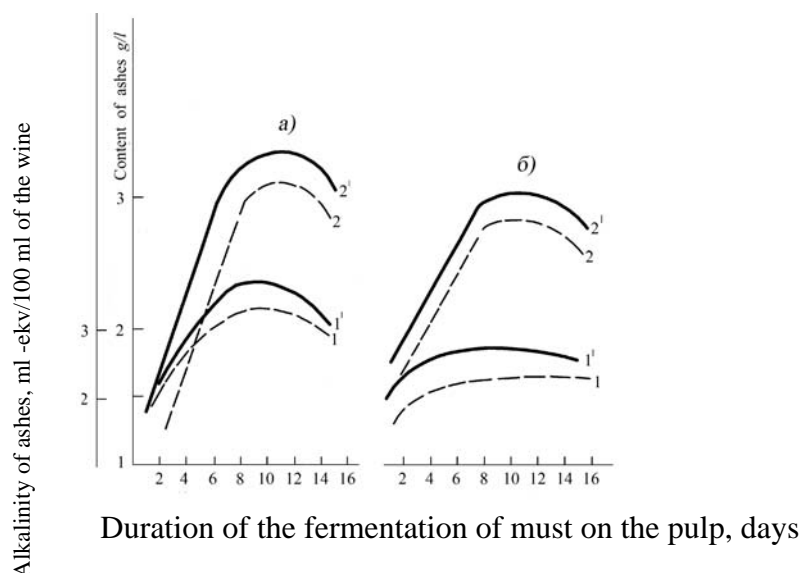 Alkalinity of ashes, ml -ekv/100 ml of the wine
Content of ashes g/l
3
2
3
2
1
а)
2¹
2
1¹
1
2 4 6 8 10 12 14 16
б)
2¹
2
1¹
1
2 4 6 8 10 12 14 16
Duration of the fermentation of must on the pulp, days